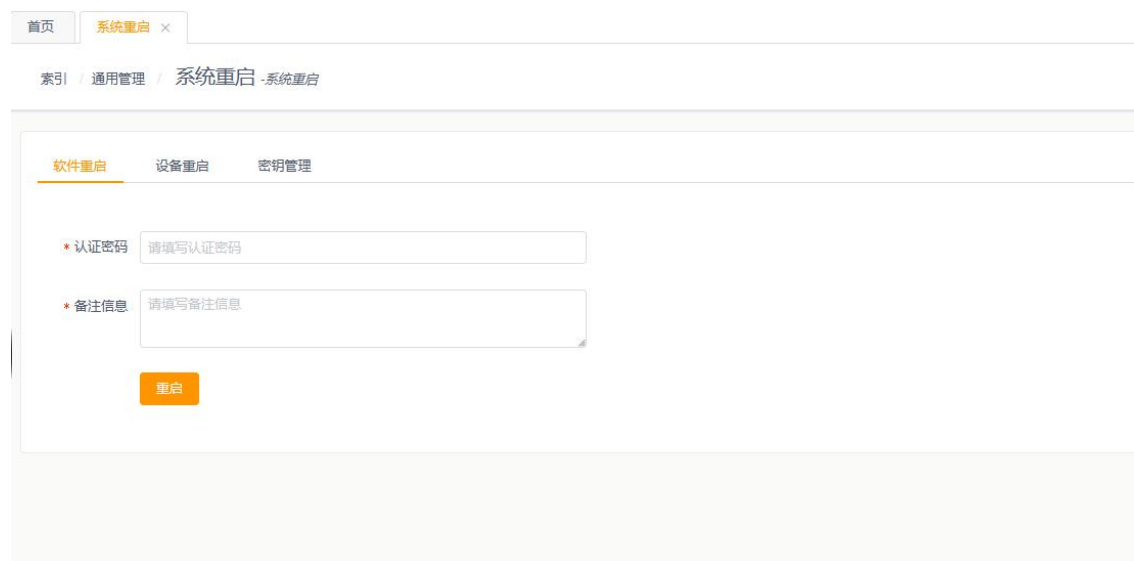 首页 系统重启 ×
索引 / 通用管理 / 系统重启 -系统重启
软件重启 设备重启 密钥管理
* 认证密码 请填写认证密码
* 备注信息 请填写备注信息
重启